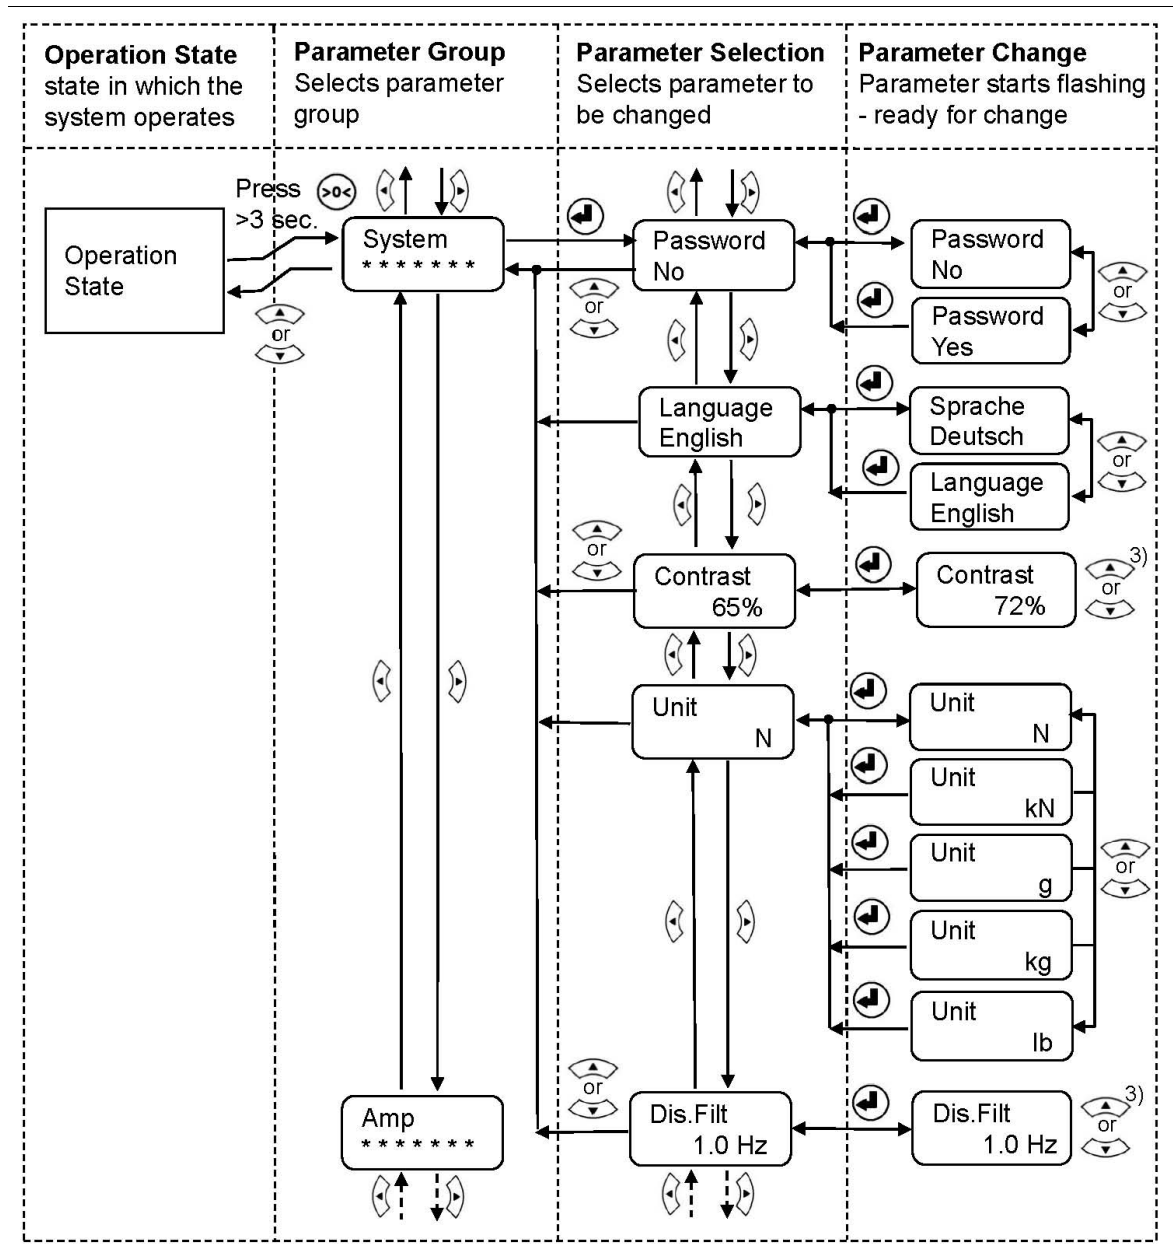 Operation State
state in which the
system operates
Parameter Group
Selects parameter
group
Parameter Selection
Selects parameter to
be changed
Parameter Change
Parameter starts flashing
- ready for change
Press >0<
>3 sec.
Operation
State
or
System
*******
Amp
*******
or
Password
No
Language
English
or
Contrast
65%
Unit
N
or
Dis.Filt
1.0 Hz
Password
No
or
Password
Yes
Sprache
Deutsch
or
Language
English
Contrast
72%
or
3)
Unit
N
Unit
kN
Unit
g
or
Unit
kg
Unit
lb
Dis.Filt
1.0 Hz
or
3)